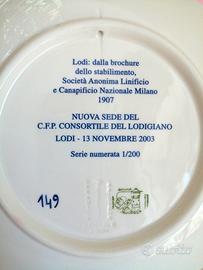 Lodi: dalla brochure
dello stabilimento,
Società Anonima Linificio
e Canapificio Nazionale Milano
1907
NUOVA SEDE DEL
C.F.P. CONSORTILE DEL LODIGIANO
LODI - 13 NOVEMBRE 2003
Serie numerata 1/200
149
subito